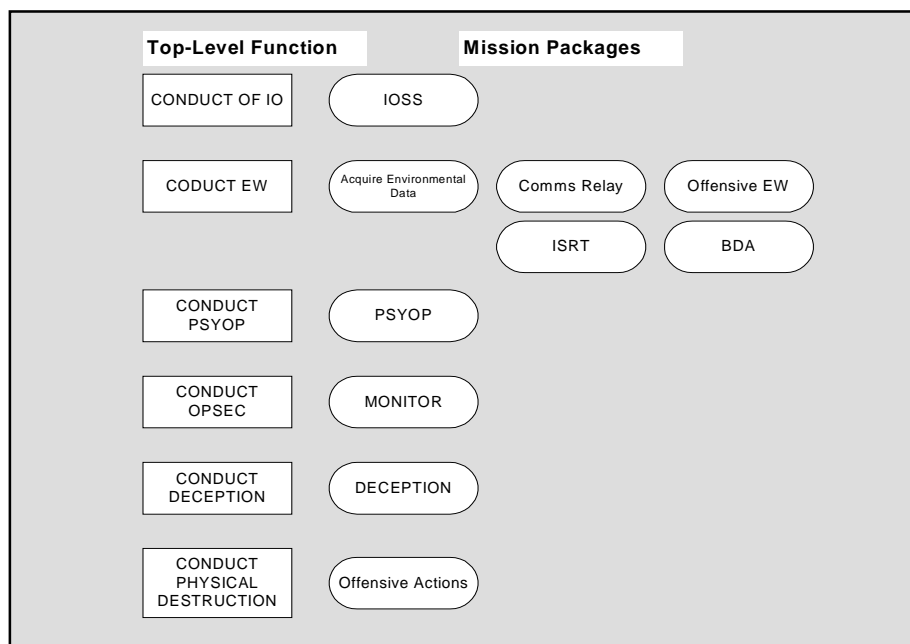 Top-Level Function
Mission Packages
CONDUCT OF IO
IOSS
CODUCT EW
Acquire Environmental
Data
Comms Relay
Offensive EW
ISRT
BDA
CONDUCT
PSYOP
PSYOP
CONDUCT
OPSEC
MONITOR
CONDUCT
DECEPTION
DECEPTION
CONDUCT
PHYSICAL
DESTRUCTION
Offensive Actions